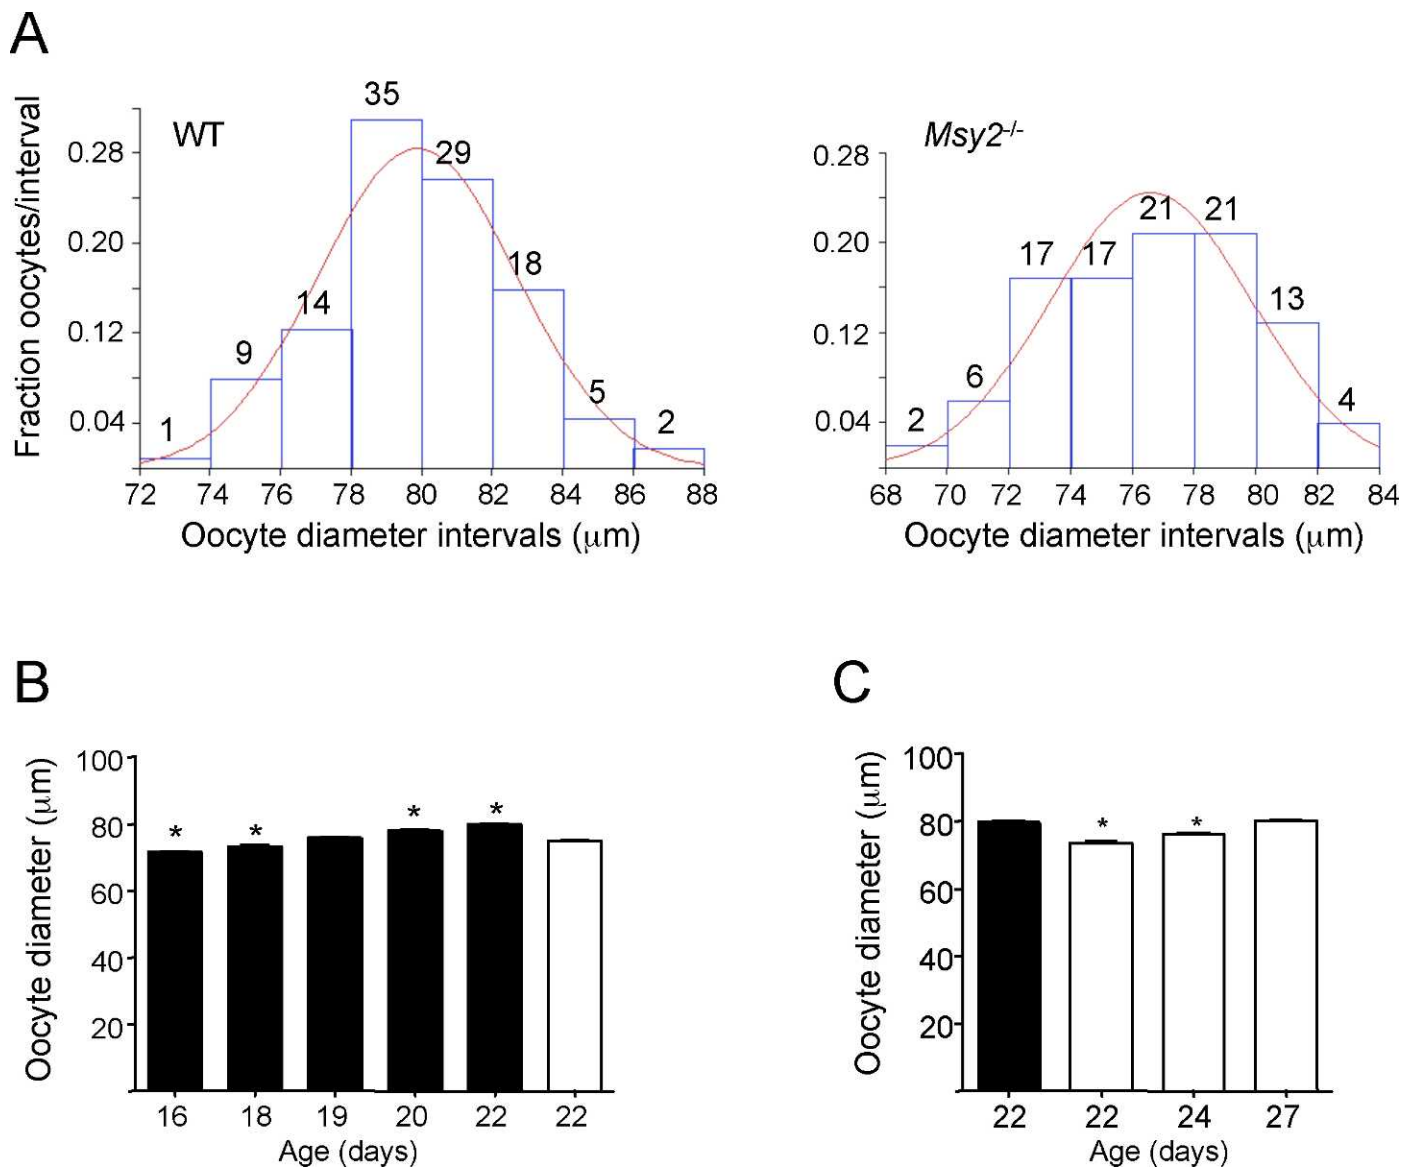 A
WT
Fraction oocytes/interval
0.28
0.20
0.12
0.04
1
9
14
35
29
18
5
2
72 74 76 78 80 82 84 86 88
Oocyte diameter intervals (μm)
Msy2-/-
0.28
0.20
0.12
0.04
2
6
17
17
21
21
13
4
68 70 72 74 76 78 80 82 84
Oocyte diameter intervals (μm)
B
Oocyte diameter (μm)
100
80
60
40
20
* * * *
16 18 19 20 22 22
Age (days)
C
Oocyte diameter (μm)
100
80
60
40
20
* *
22 22 24 27
Age (days)